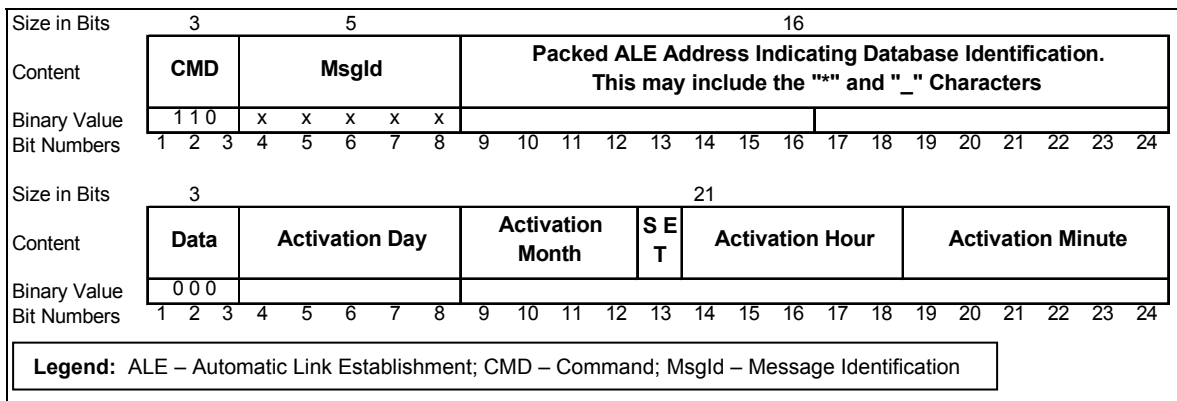 Size in Bits 3 5 16
Content CMD MsgId Packed ALE Address Indicating Database Identification.
This may include the "*" and "_" Characters
Binary Value 1 1 0 x x x x x
Bit Numbers 1 2 3 4 5 6 7 8 9 10 11 12 13 14 15 16 17 18 19 20 21 22 23 24
Size in Bits 3 21
Content Data Activation Day Activation Month S E T Activation Hour Activation Minute
Binary Value 0 0 0
Bit Numbers 1 2 3 4 5 6 7 8 9 10 11 12 13 14 15 16 17 18 19 20 21 22 23 24
Legend: ALE – Automatic Link Establishment; CMD – Command; MsgId – Message Identification